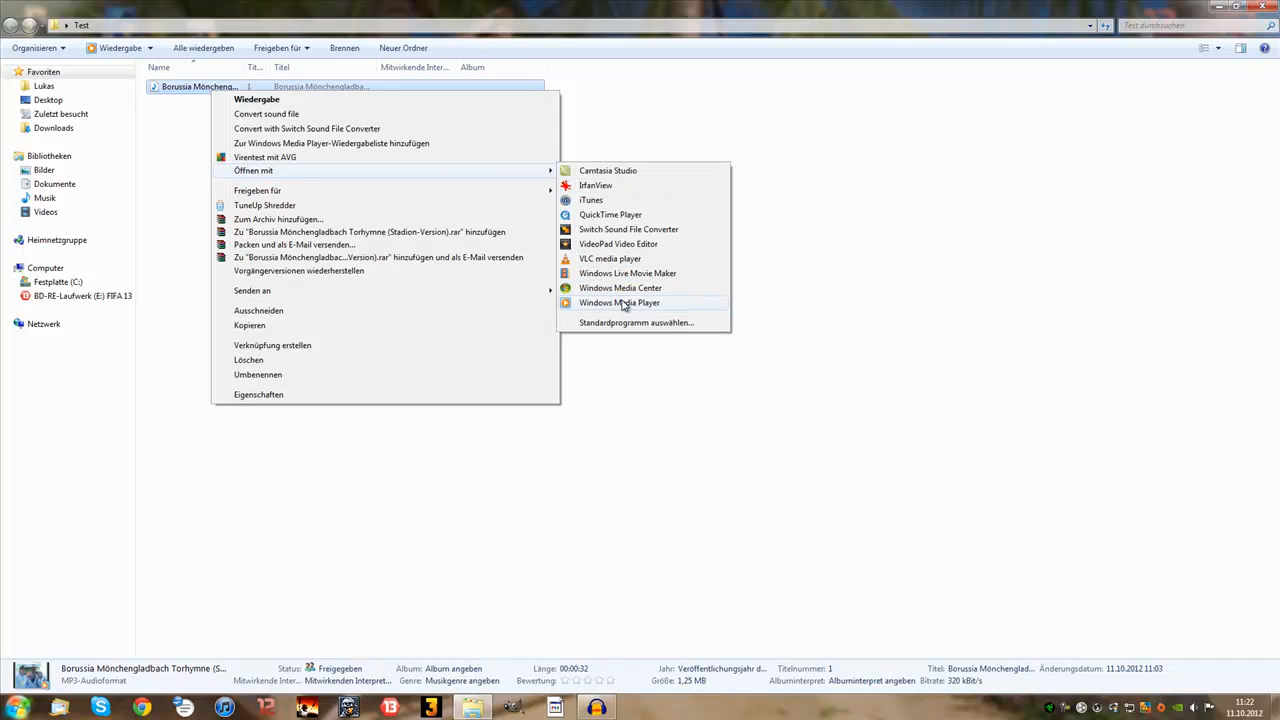 Test
Test durchsuchen
Organisieren
Wiedergabe
Alle wiedergeben
Freigeben für
Brennen
Neuer Ordner
Name
Tit...
Titel
Mitwirkende Inter...
Album
Favoriten
Lukas
Desktop
Zuletzt besucht
Downloads
Bibliotheken
Bilder
Dokumente
Musik
Videos
Heimnetzgruppe
Computer
Festplatte (C:)
BD-RE-Laufwerk (E:) FIFA 13
Netzwerk
Borussia Möncheng...
1
Borussia Mönchengladba...
Wiedergabe
Convert sound file
Convert with Switch Sound File Converter
Zur Windows Media Player-Wiedergabeliste hinzufügen
Virentest mit AVG
Öffnen mit
Freigeben für
TuneUp Shredder
Zum Archiv hinzufügen...
Zu "Borussia Mönchengladbach Torhymne (Stadion-Version).rar" hinzufügen
Packen und als E-Mail versenden...
Zu "Borussia Mönchengladbac...Version).rar" hinzufügen und als E-Mail versenden
Vorgängerversionen wiederherstellen
Senden an
Ausschneiden
Kopieren
Verknüpfung erstellen
Löschen
Umbenennen
Eigenschaften
Camtasia Studio
IrfanView
iTunes
QuickTime Player
Switch Sound File Converter
VideoPad Video Editor
VLC media player
Windows Live Movie Maker
Windows Media Center
Windows Media Player
Standardprogramm auswählen...
Borussia Mönchengladbach Torhymne (S...
MP3-Audioformat
Status: Freigegeben
Mitwirkende Inter... Mitwirkenden Interpret...
Album: Album angeben
Genre: Musikgenre angeben
Länge: 00:00:32
Bewertung:
Jahr: Veröffentlichungsjahr d...
Größe: 1,25 MB
Titelnummer: 1
Albuminterpret: Albuminterpret angeben
Titel: Borussia Mönchenglad...
Bitrate: 320 kBit/s
Änderungsdatum: 11.10.2012 11:03
11:22
11.10.2012